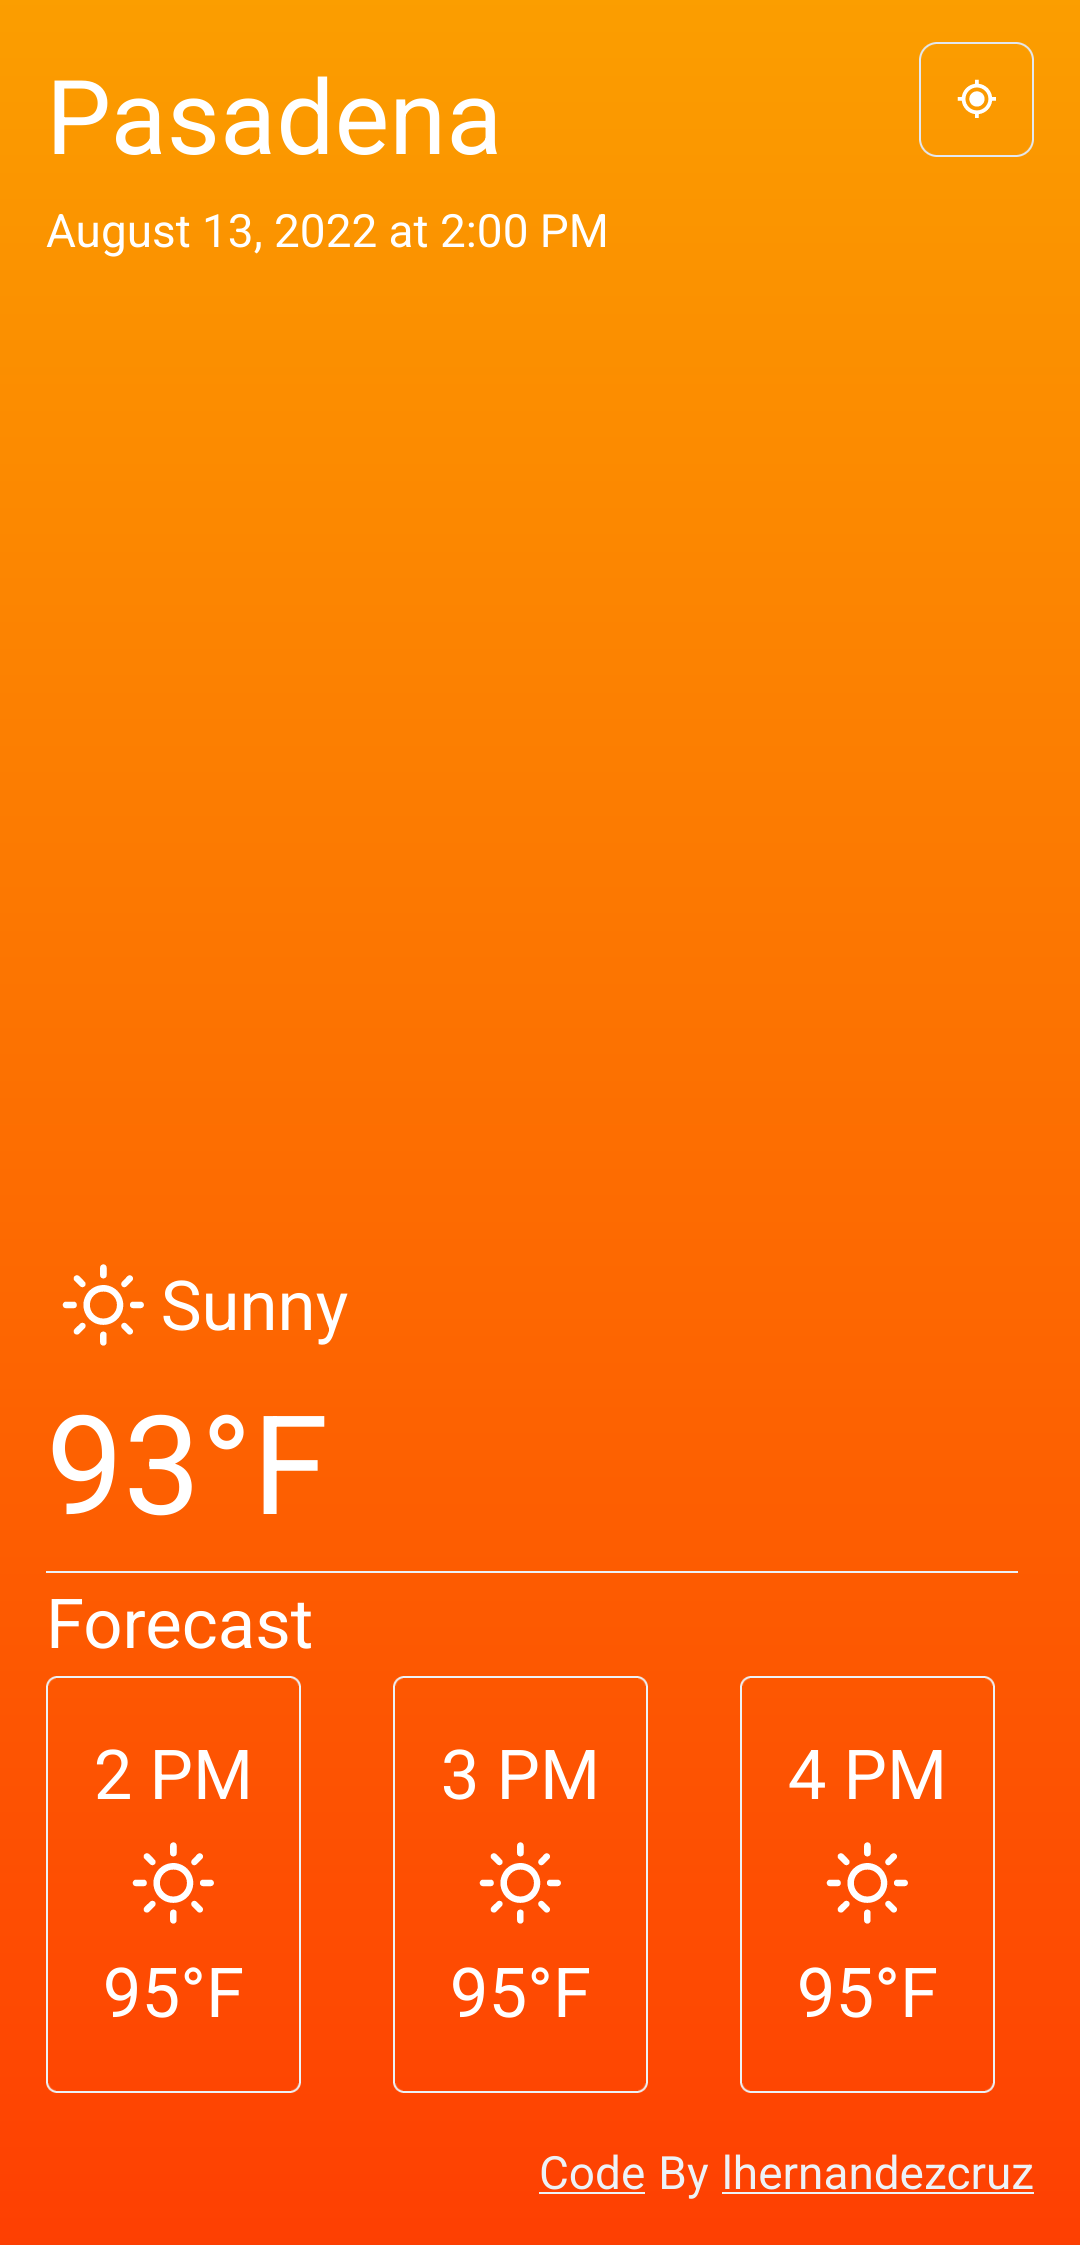 Pasadena
August 13, 2022 at 2:00 PM
Sunny
93°F
Forecast
2 PM
95°F
3 PM
95°F
4 PM
95°F
Code By lhernandezcruz